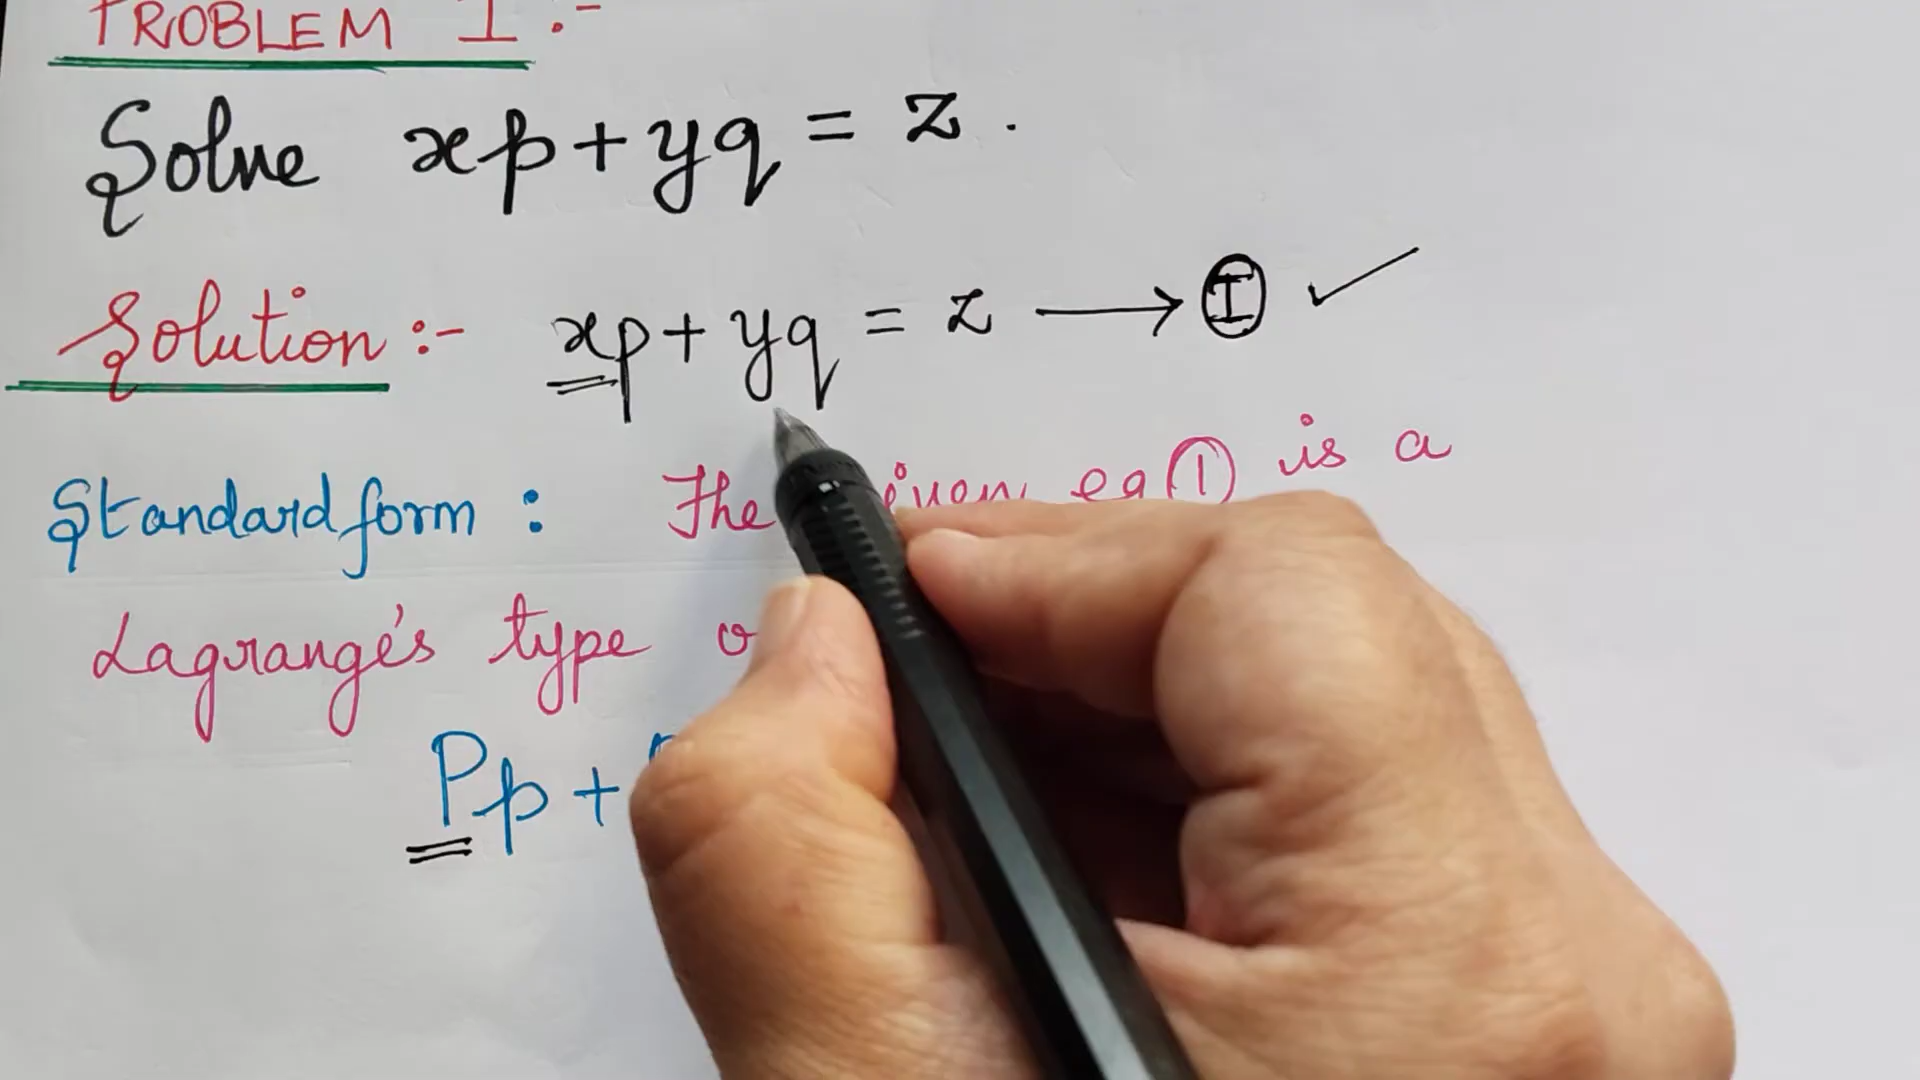 PROBLEM I :-
Solve xp + yq = z .
Solution :- xp + yq = z ⟶ Ⓘ ✓
Standard form : The eq ① is a
Lagrange's type
Pp +